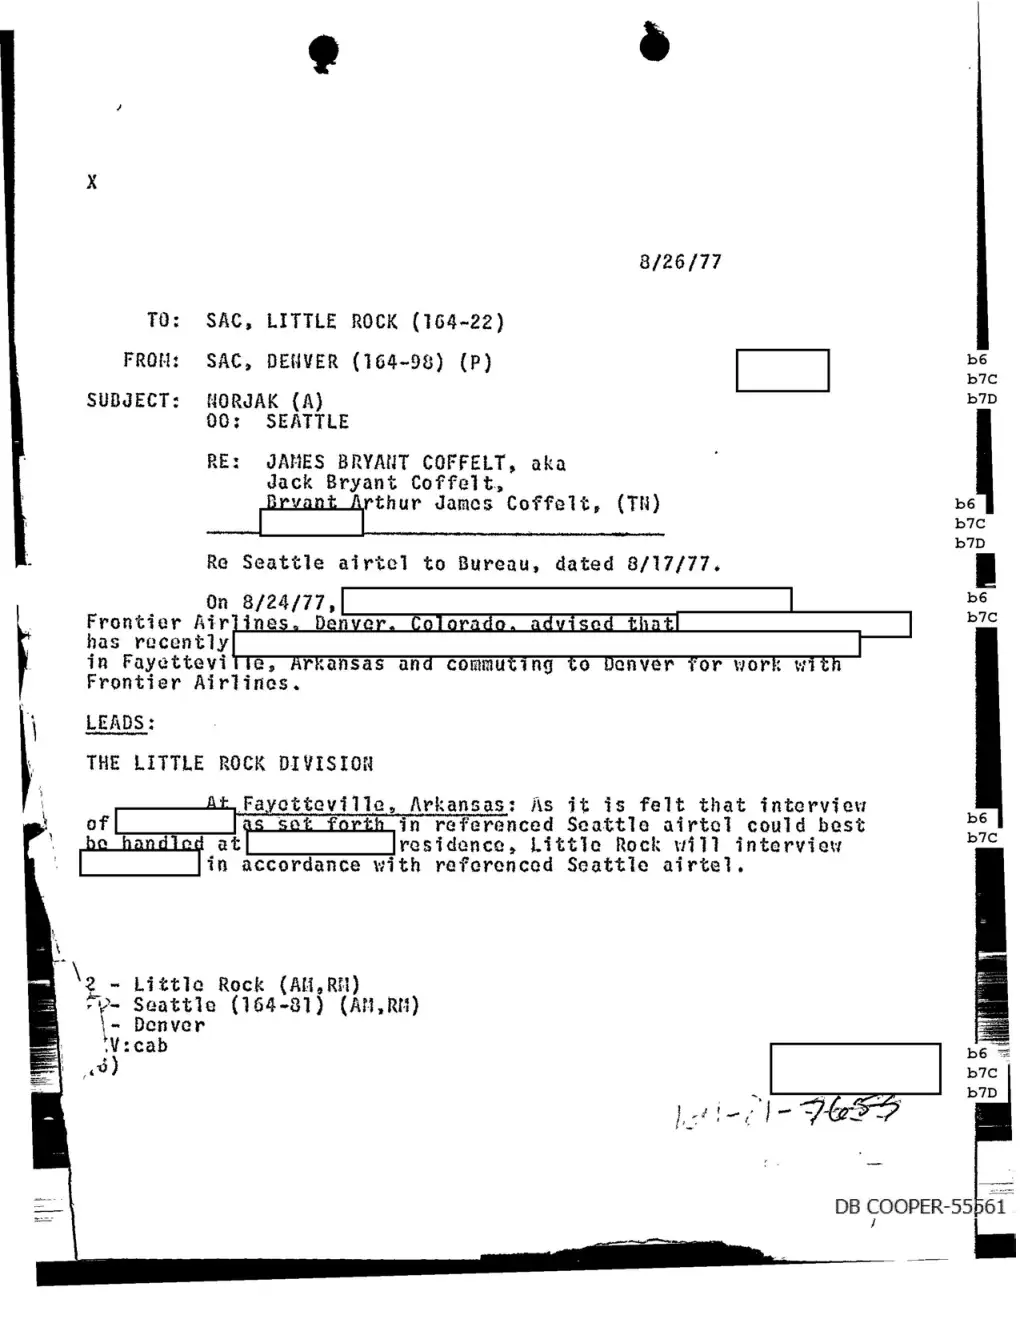 X
8/26/77
TO: SAC, LITTLE ROCK (164-22)
FROM: SAC, DENVER (164-98) (P)
b6
b7C
b7D
SUBJECT: NORJAK (A)
OO: SEATTLE
RE: JAMES BRYANT COFFELT, aka
Jack Bryant Coffelt,
Bryant Arthur James Coffelt, (TN)
b6
b7C
b7D
Re Seattle airtel to Bureau, dated 8/17/77.
On 8/24/77,
b6
Frontier Airlines, Denver, Colorado, advised that
b7C
has recently
in Fayetteville, Arkansas and commuting to Denver for work with
Frontier Airlines.
LEADS:
THE LITTLE ROCK DIVISION
At Fayetteville, Arkansas: As it is felt that interview
of as set forth in referenced Seattle airtel could best
b6
be handled at residence, Little Rock will interview
b7C
in accordance with referenced Seattle airtel.
2 - Little Rock (AM,RM)
- Seattle (164-81) (AM,RM)
- Denver
V:cab
)
b6
b7C
b7D
-7655
DB COOPER-55561